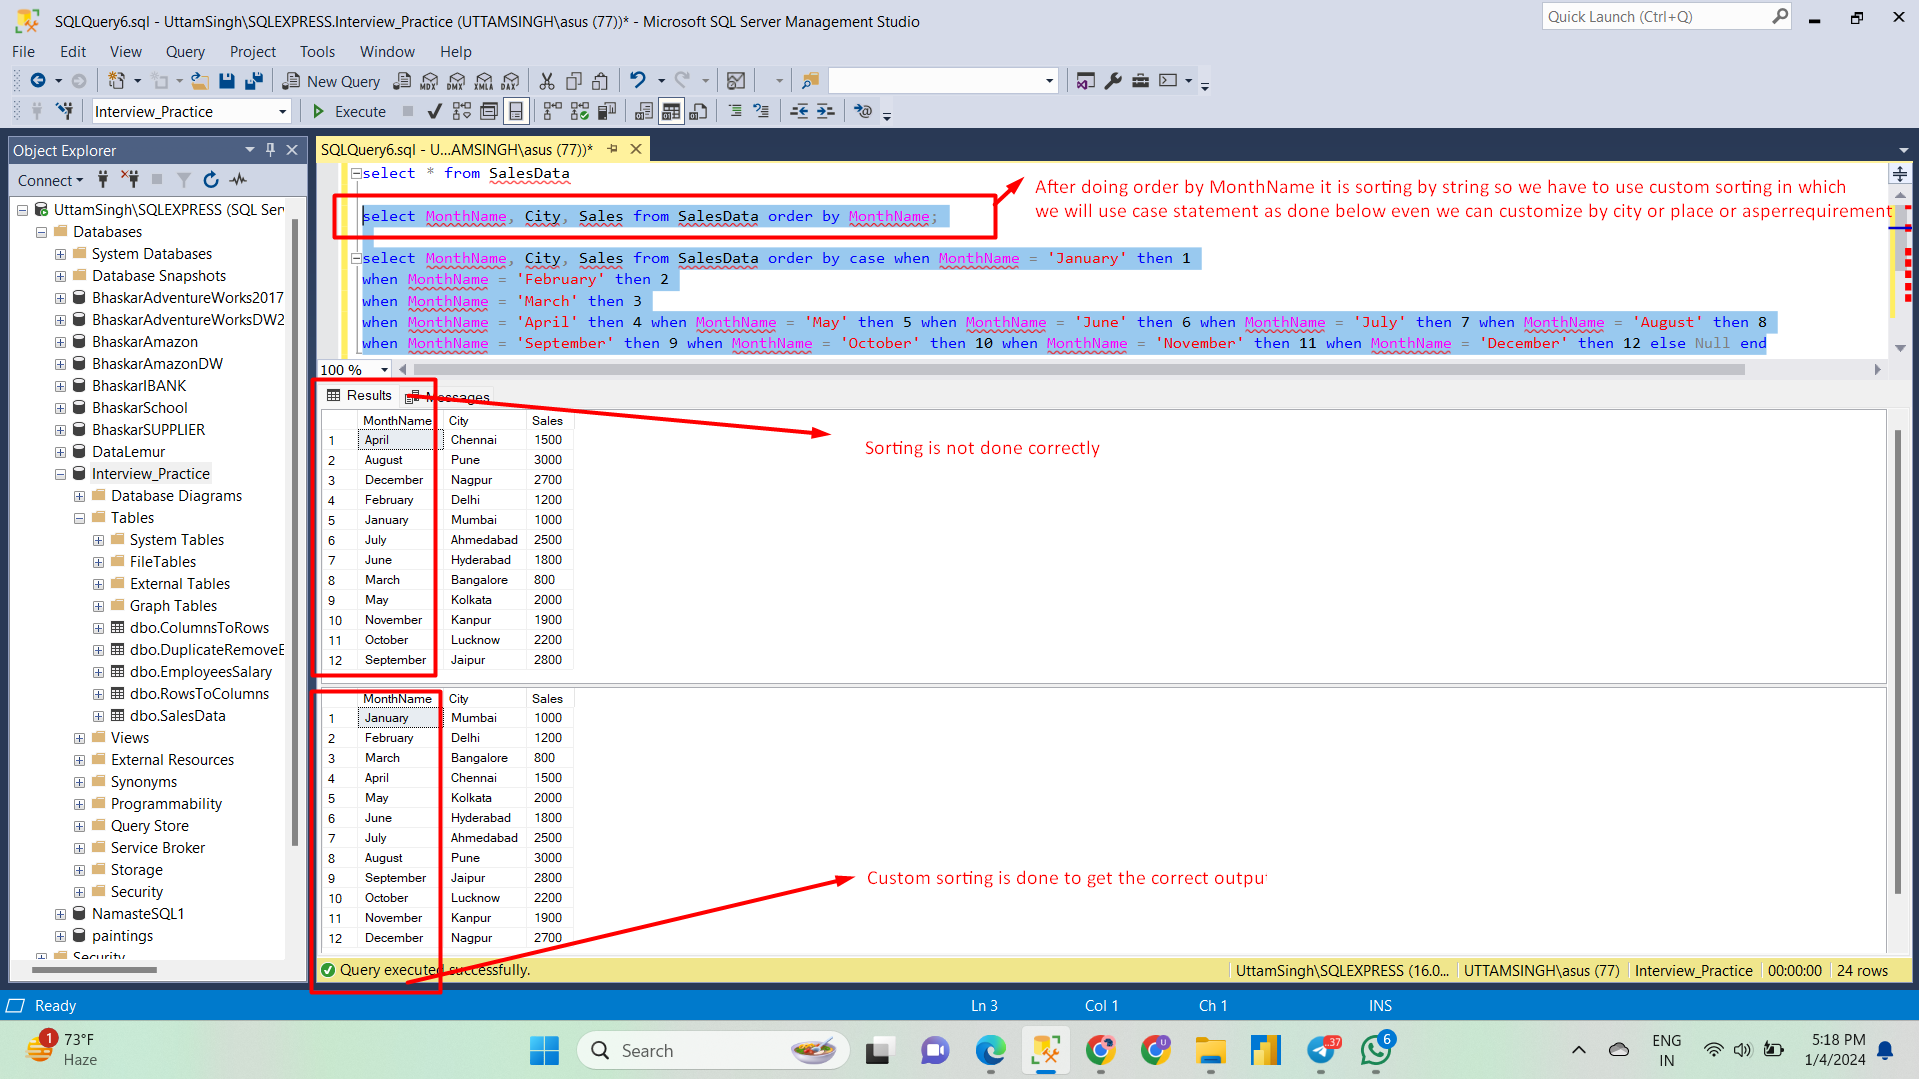 SQLQuery6.sql - UttamSingh\SQLEXPRESS.Interview_Practice (UTTAMSINGH\asus (77))* - Microsoft SQL Server Management Studio
Quick Launch (Ctrl+Q)
File Edit View Query Project Tools Window Help
New Query MDX DMX XMLA DAX
Interview_Practice Execute
Object Explorer
Connect
UttamSingh\SQLEXPRESS (SQL Ser
Databases
System Databases
Database Snapshots
BhaskarAdventureWorks2017
BhaskarAdventureWorksDW2
BhaskarAmazon
BhaskarAmazonDW
BhaskarIBANK
BhaskarSchool
BhaskarSUPPLIER
DataLemur
Interview_Practice
Database Diagrams
Tables
System Tables
FileTables
External Tables
Graph Tables
dbo.ColumnsToRows
dbo.DuplicateRemoveE
dbo.EmployeesSalary
dbo.RowsToColumns
dbo.SalesData
Views
External Resources
Synonyms
Programmability
Query Store
Service Broker
Storage
Security
NamasteSQL1
paintings
Security
SQLQuery6.sql - U...AMSINGH\asus (77))*
select * from SalesData
select MonthName, City, Sales from SalesData order by MonthName;
After doing order by MonthName it is sorting by string so we have to use custom sorting in which
we will use case statement as done below even we can customize by city or place or asperrequirement
select MonthName, City, Sales from SalesData order by case when MonthName = 'January' then 1
when MonthName = 'February' then 2
when MonthName = 'March' then 3
when MonthName = 'April' then 4 when MonthName = 'May' then 5 when MonthName = 'June' then 6 when MonthName = 'July' then 7 when MonthName = 'August' then 8
when MonthName = 'September' then 9 when MonthName = 'October' then 10 when MonthName = 'November' then 11 when MonthName = 'December' then 12 else Null end
100 %
Results Messages
MonthName City Sales
1 April Chennai 1500
2 August Pune 3000
3 December Nagpur 2700
4 February Delhi 1200
5 January Mumbai 1000
6 July Ahmedabad 2500
7 June Hyderabad 1800
8 March Bangalore 800
9 May Kolkata 2000
10 November Kanpur 1900
11 October Lucknow 2200
12 September Jaipur 2800
Sorting is not done correctly
MonthName City Sales
1 January Mumbai 1000
2 February Delhi 1200
3 March Bangalore 800
4 April Chennai 1500
5 May Kolkata 2000
6 June Hyderabad 1800
7 July Ahmedabad 2500
8 August Pune 3000
9 September Jaipur 2800
10 October Lucknow 2200
11 November Kanpur 1900
12 December Nagpur 2700
Custom sorting is done to get the correct output
Query executed successfully. UttamSingh\SQLEXPRESS (16.0... UTTAMSINGH\asus (77) Interview_Practice 00:00:00 24 rows
Ready Ln 3 Col 1 Ch 1 INS
1 73°F
Haze
Search
U
.37
6
ENG
IN
5:18 PM
1/4/2024